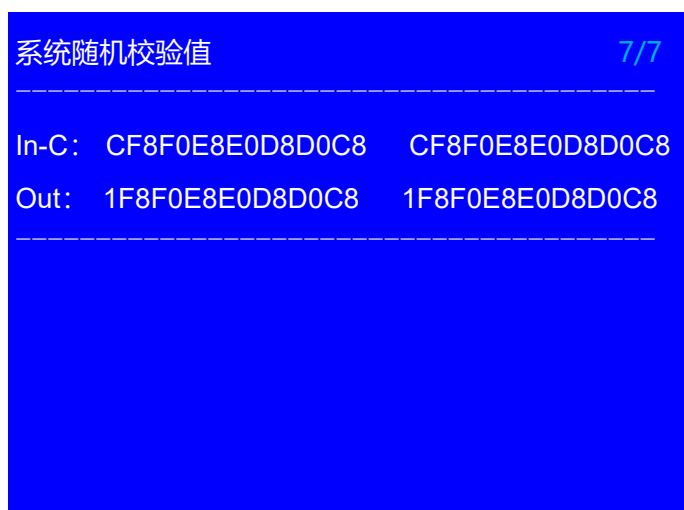 系统随机校验值 7/7
In-C： CF8F0E8E0D8D0C8 CF8F0E8E0D8D0C8
Out： 1F8F0E8E0D8D0C8 1F8F0E8E0D8D0C8